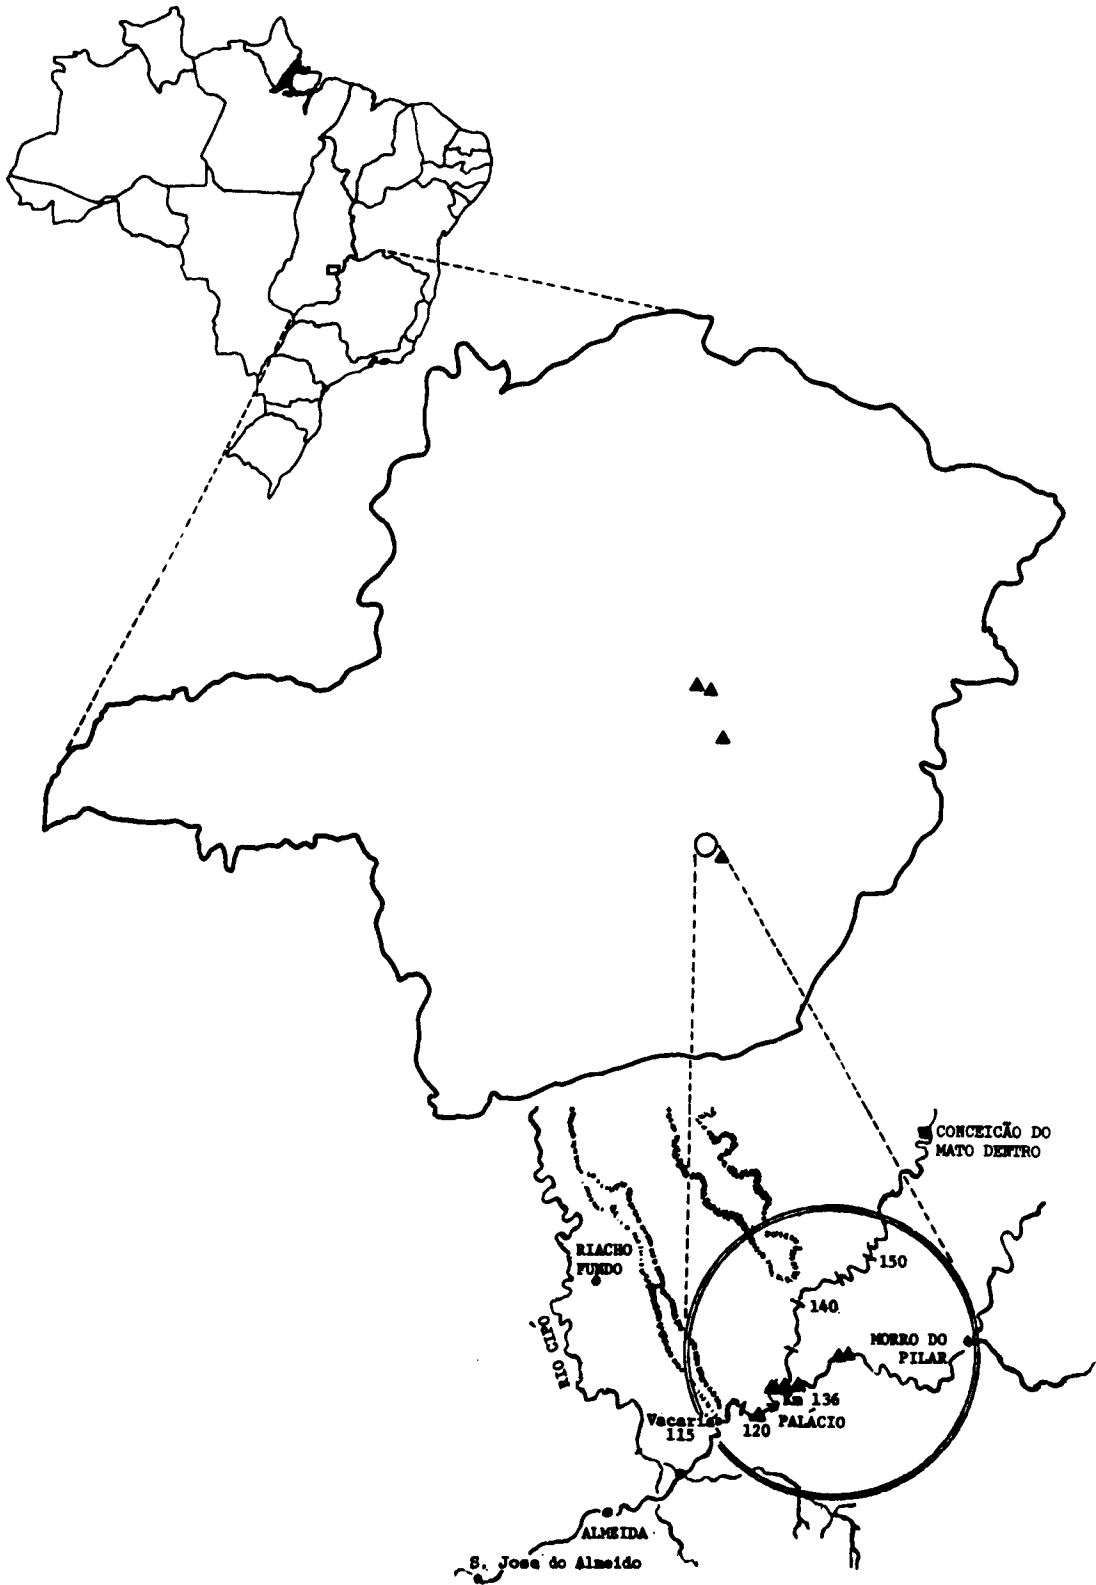 CONCEIÇÃO DO
MATO DENTRO
RIACHO
FUNDO
150
140
RIO CIPÓ
MORRO DO
PILAR
Km 136
PALÁCIO
Vacaria
115
120
ALMEIDA
S. Jose do Almeido